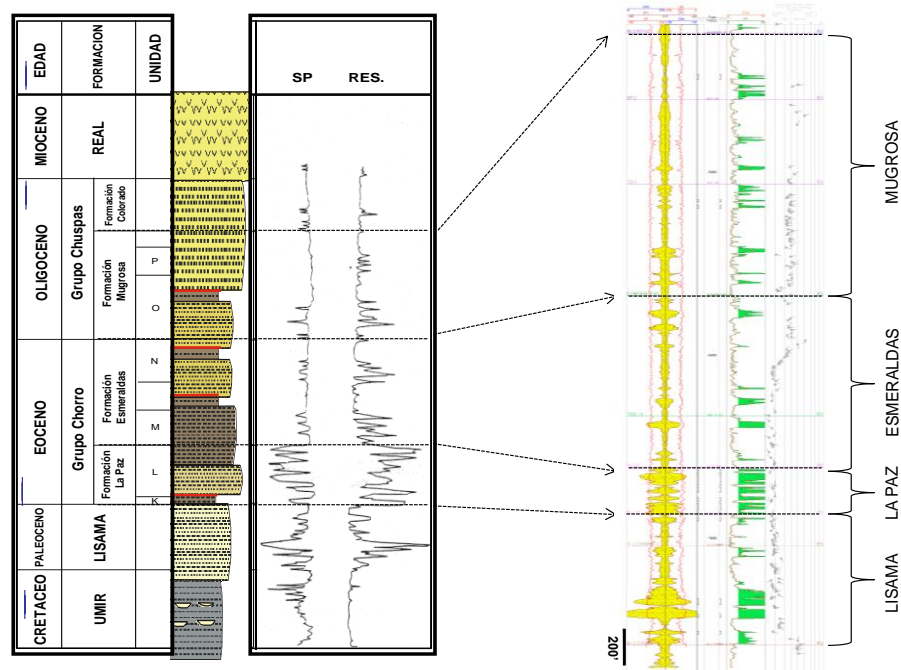 EDAD
FORMACION
UNIDAD
SP RES.
MIOCENO
REAL
OLIGOCENO
Grupo Chuspas
Formación
Colorado
Formación
Mugrosa
P
O
EOCENO
Grupo Chorro
Formación
Esmeraldas
N
M
Formación
La Paz
L
K
PALEOCENO
LISAMA
CRETACEO
UMIR
MUGROSA
ESMERALDAS
LA PAZ
LISAMA
200'